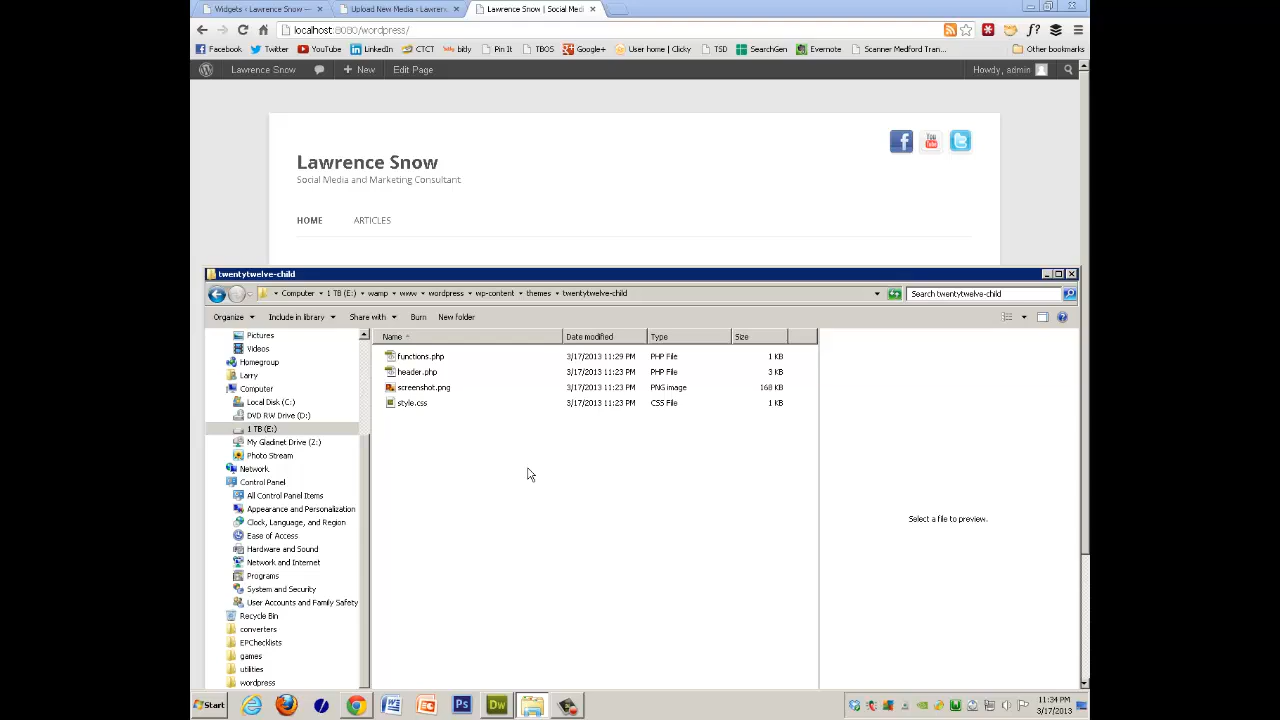 Widgets ‹ Lawrence Snow —
Upload New Media ‹ Lawrenc
Lawrence Snow | Social Medi
localhost:8080/wordpress/
Facebook Twitter YouTube LinkedIn CTCT bitly Pin It TBOS Google+ User home | Clicky TSD SearchGen Evernote Scanner Medford Tran... Other bookmarks
Lawrence Snow + New Edit Page Howdy, admin
f You Tube t
Lawrence Snow
Social Media and Marketing Consultant
HOME ARTICLES
twentytwelve-child
Computer 1 TB (E:) wamp www wordpress wp-content themes twentytwelve-child Search twentytwelve-child
Organize Include in library Share with Burn New folder
Name Date modified Type Size
functions.php 3/17/2013 11:29 PM PHP File 1 KB
header.php 3/17/2013 11:23 PM PHP File 3 KB
screenshot.png 3/17/2013 11:23 PM PNG image 168 KB
style.css 3/17/2013 11:23 PM CSS File 1 KB
Pictures
Videos
Homegroup
Larry
Computer
Local Disk (C:)
DVD RW Drive (D:)
1 TB (E:)
My Gladinet Drive (Z:)
Photo Stream
Network
Control Panel
All Control Panel Items
Appearance and Personalization
Clock, Language, and Region
Ease of Access
Hardware and Sound
Network and Internet
Programs
System and Security
User Accounts and Family Safety
Recycle Bin
converters
EPChecklists
games
utilities
wordpress
Select a file to preview.
Start Ps Dw
11:34 PM
3/17/2013